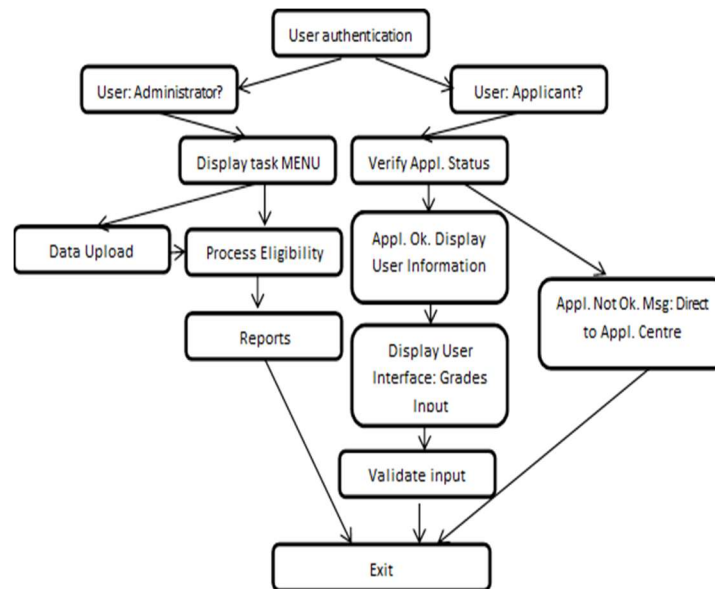 User authentication
User: Administrator?
User: Applicant?
Display task MENU
Verify Appl. Status
Data Upload
Process Eligibility
Appl. Ok. Display
User Information
Appl. Not Ok. Msg: Direct
to Appl. Centre
Reports
Display User
Interface: Grades
Input
Validate input
Exit